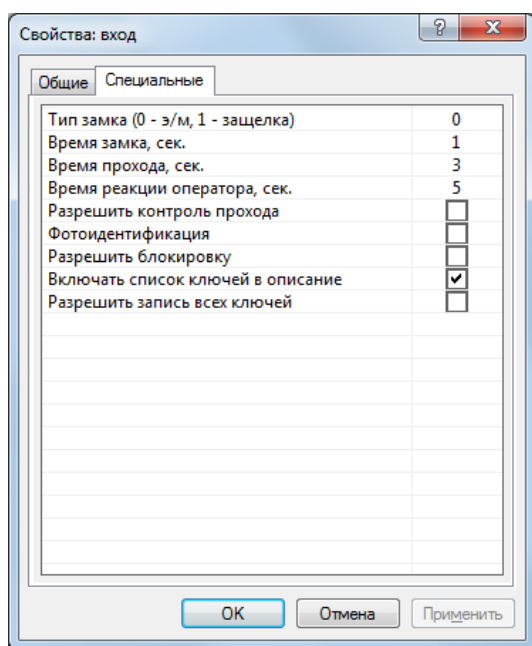 Свойства: вход
Общие Специальные
Тип замка (0 - э/м, 1 - защелка) 0
Время замка, сек. 1
Время прохода, сек. 3
Время реакции оператора, сек. 5
Разрешить контроль прохода
Фотоидентификация
Разрешить блокировку
Включать список ключей в описание
Разрешить запись всех ключей
OK Отмена Применить